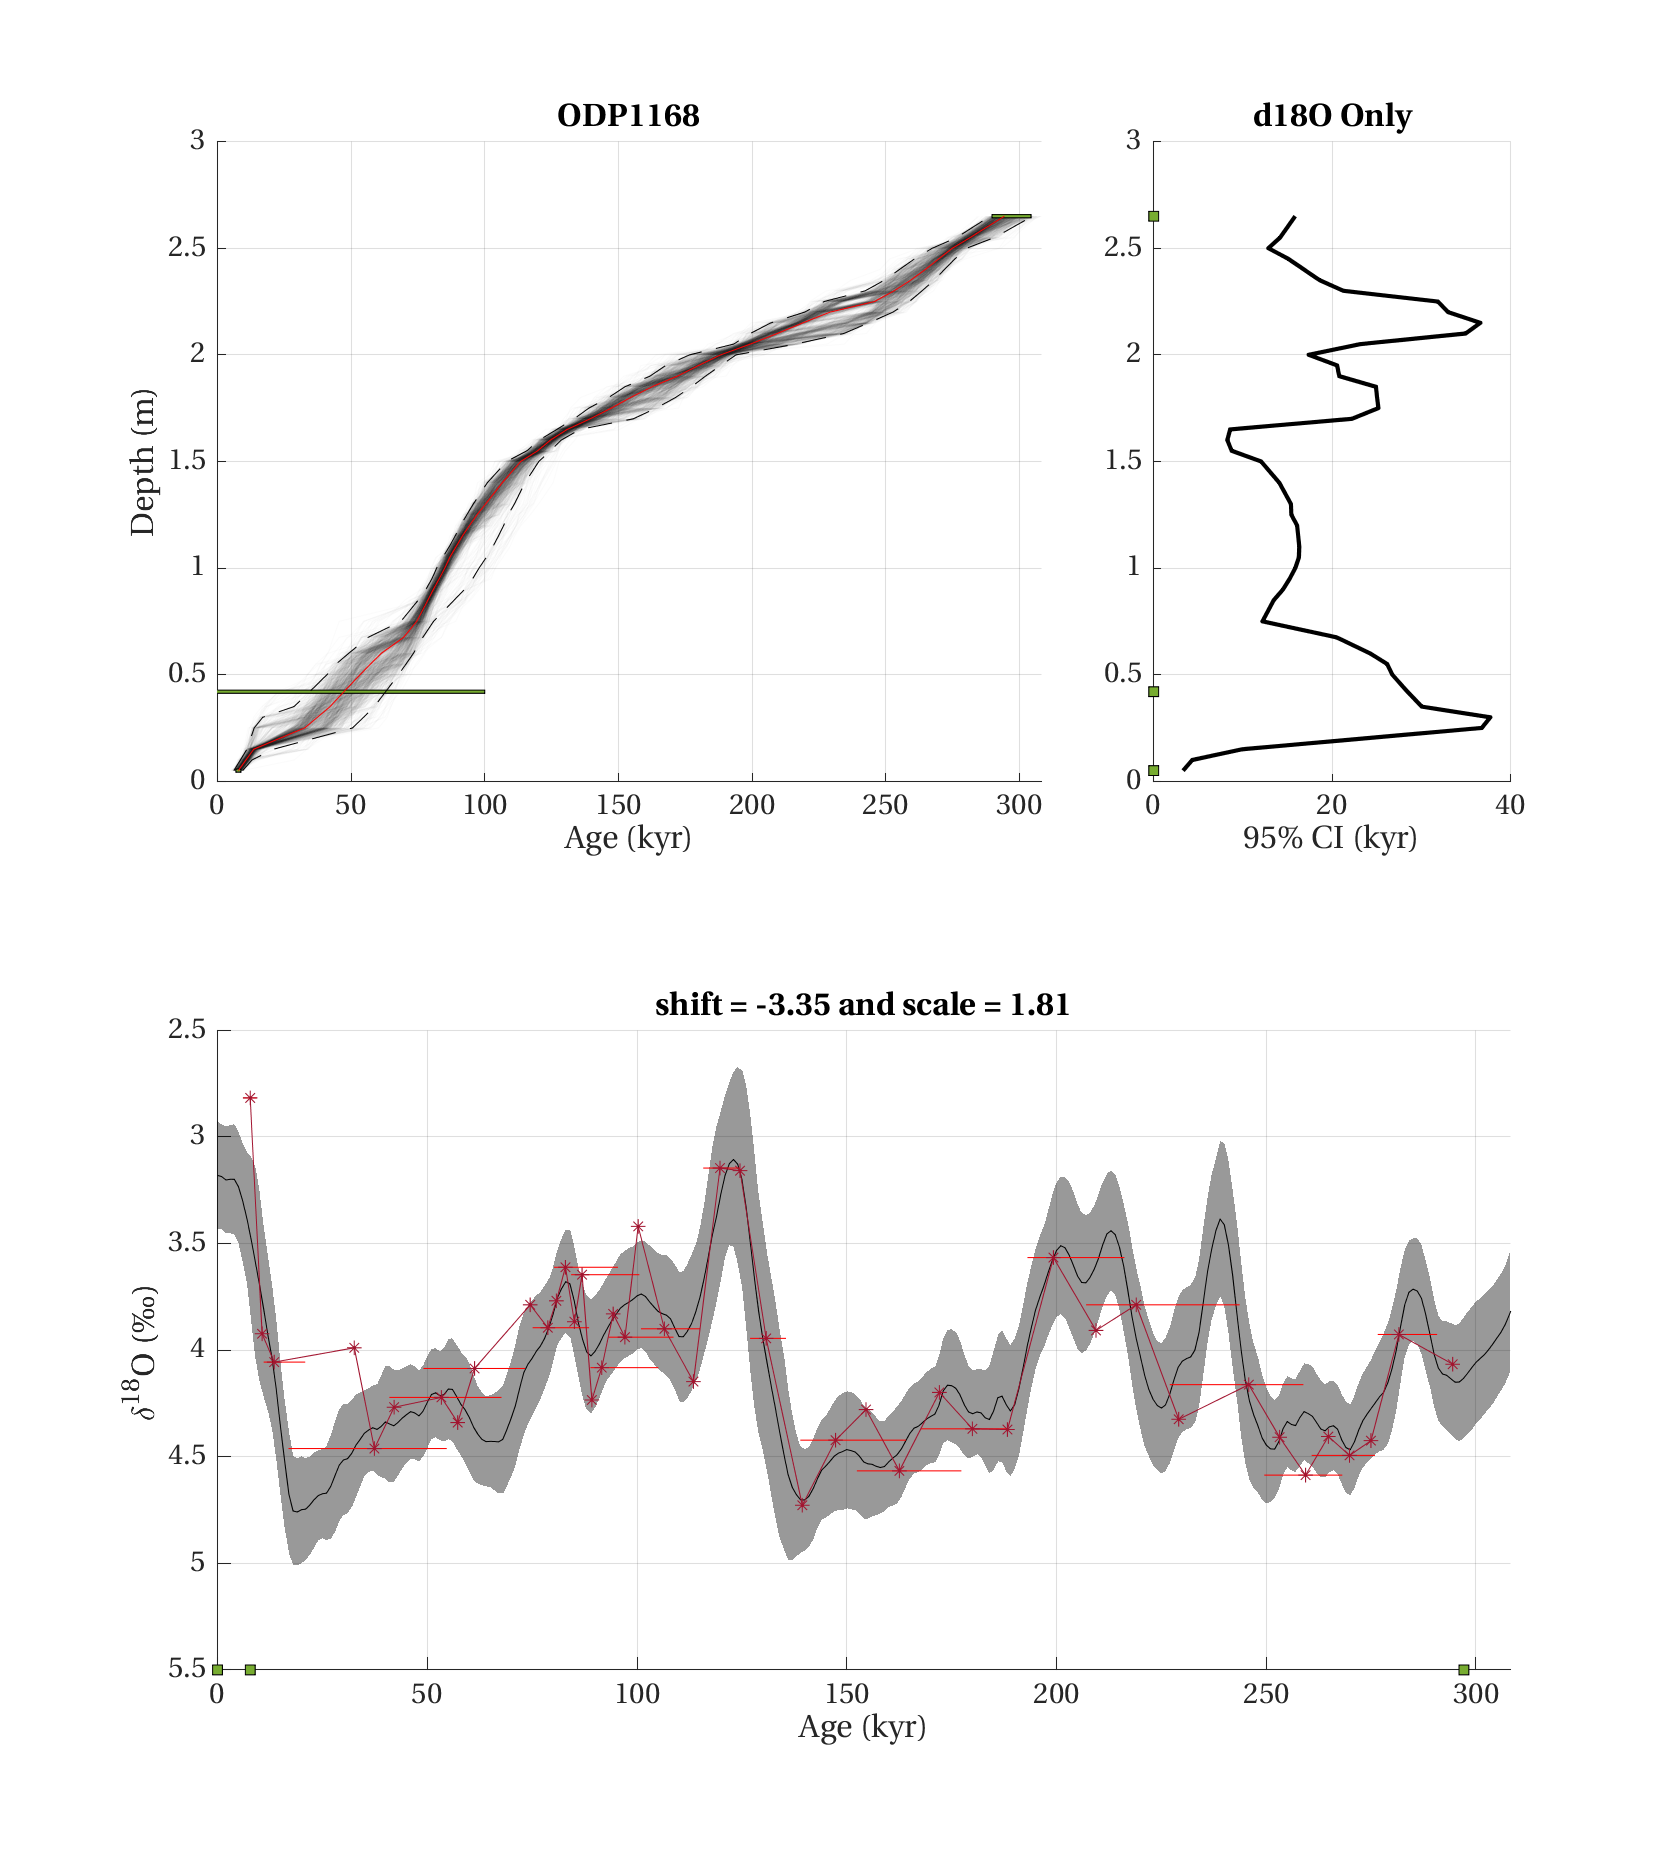 ODP1168
3
2.5
2
1.5
1
0.5
0
Depth (m)
0 50 100 150 200 250 300
Age (kyr)
d18O Only
3
2.5
2
1.5
1
0.5
0
0 20 40
95% CI (kyr)
shift = -3.35 and scale = 1.81
2.5
3
3.5
4
4.5
5
5.5
δ¹⁸O (‰)
0 50 100 150 200 250 300
Age (kyr)